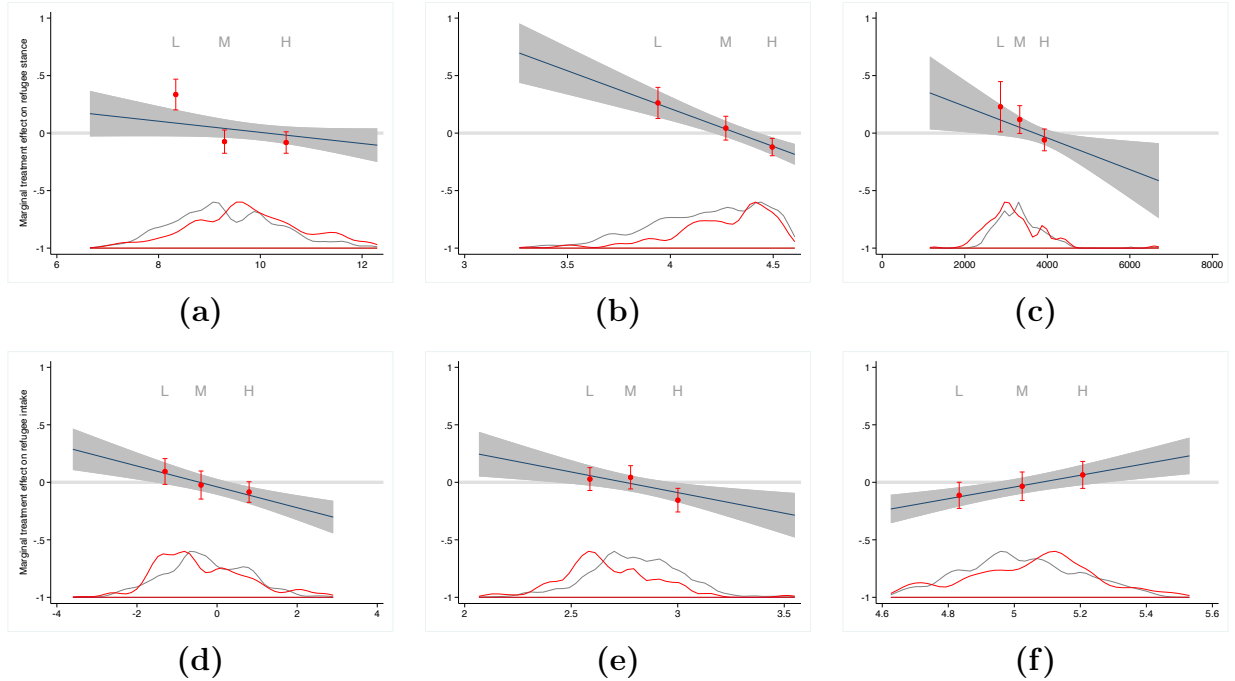 Marginal treatment effect on refugee stance
1
.5
0
-.5
-1
L M H
6 8 10 12
(a)
1
.5
0
-.5
-1
L M H
3 3.5 4 4.5
(b)
1
.5
0
-.5
-1
L M H
0 2000 4000 6000 8000
(c)
Marginal treatment effect on refugee intake
1
.5
0
-.5
-1
L M H
-4 -2 0 2 4
(d)
1
.5
0
-.5
-1
L M H
2 2.5 3 3.5
(e)
1
.5
0
-.5
-1
L M H
4.6 4.8 5 5.2 5.4 5.6
(f)